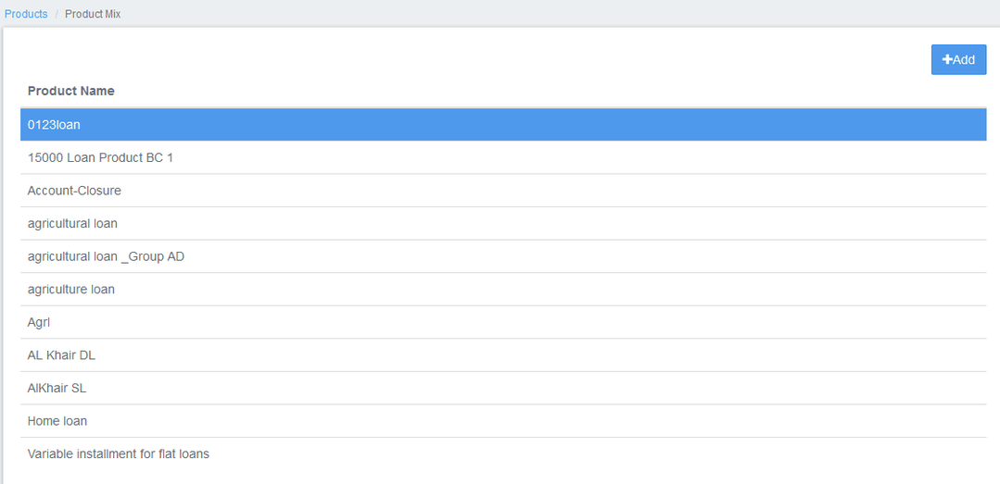 Products / Product Mix
+Add
Product Name
0123loan
15000 Loan Product BC 1
Account-Closure
agricultural loan
agricultural loan _Group AD
agriculture loan
Agrl
AL Khair DL
AlKhair SL
Home loan
Variable installment for flat loans